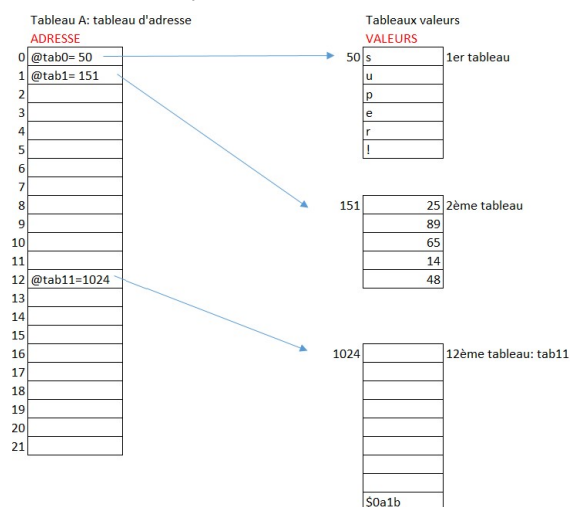 Tableau A: tableau d'adresse
ADRESSE
0 @tab0= 50
1 @tab1= 151
2
3
4
5
6
7
8
9
10
11
12 @tab11=1024
13
14
15
16
17
18
19
20
21
Tableaux valeurs
VALEURS
50 s 1er tableau
u
p
e
r
!
151 25 2ème tableau
89
65
14
48
1024 12ème tableau: tab11
$0a1b